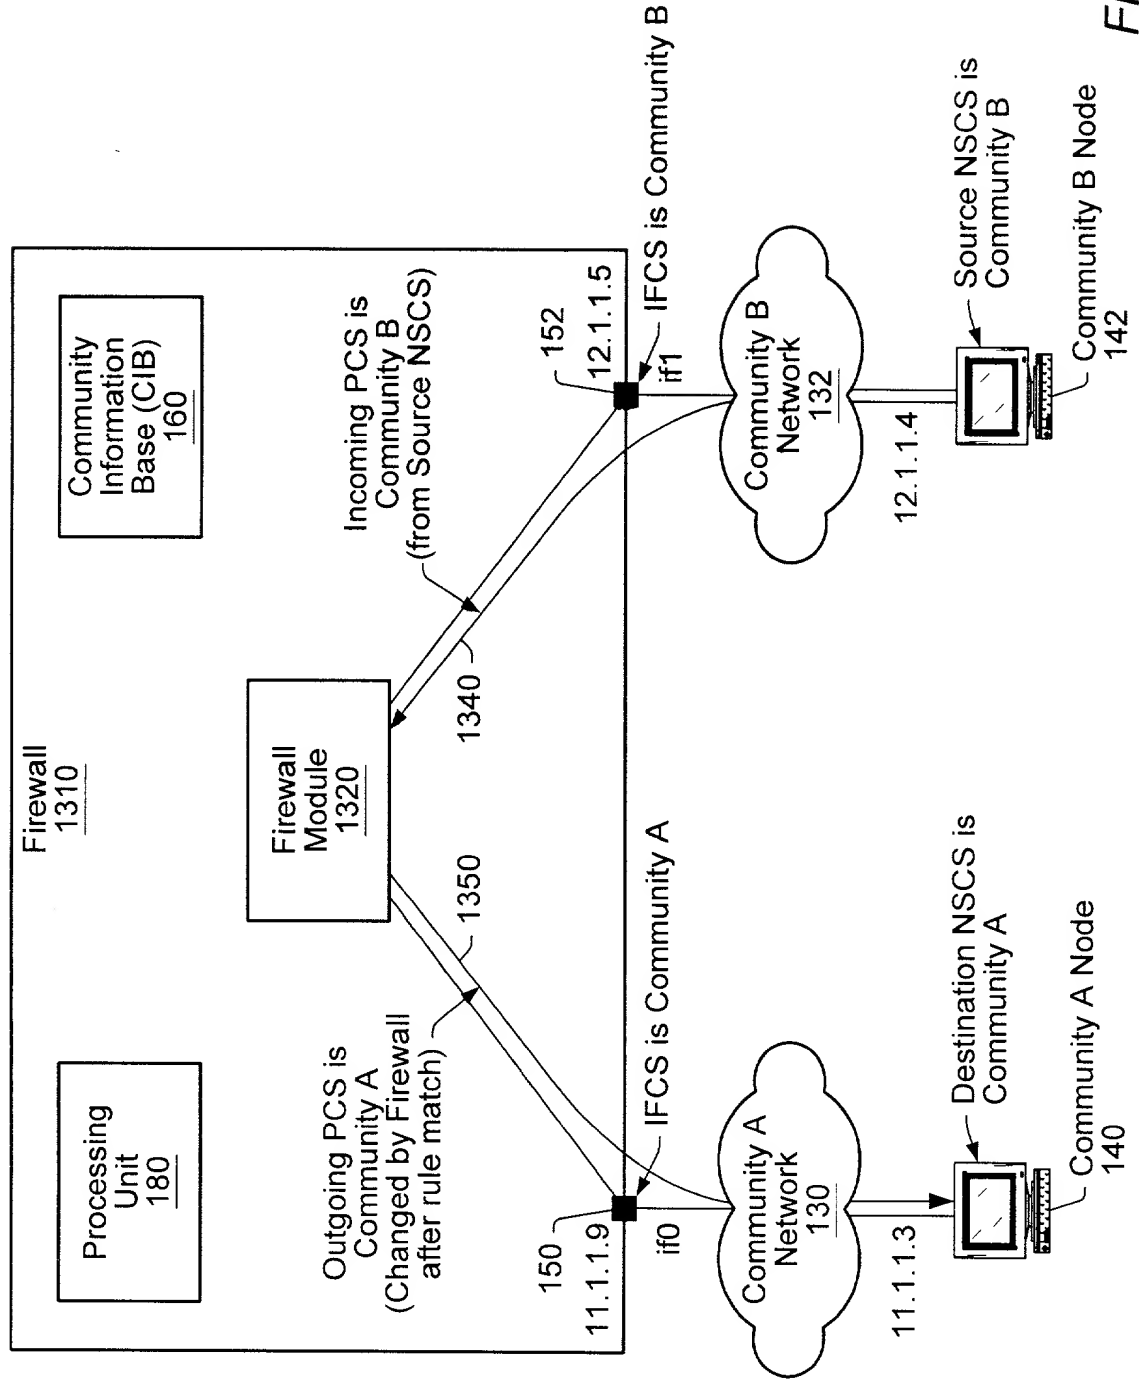 Firewall
1310
Processing
Unit
180
Firewall
Module
1320
Community
Information
Base (CIB)
160
Outgoing PCS is
Community A
(Changed by Firewall
after rule match)
1350
1340
Incoming PCS is
Community B
(from Source NSCS)
150
11.1.1.9
152
12.1.1.5
if0
IFCS is Community A
if1
IFCS is Community B
Community A
Network
130
Community B
Network
132
11.1.1.3
12.1.1.4
Destination NSCS is
Community A
Source NSCS is
Community B
Community A Node
140
Community B Node
142